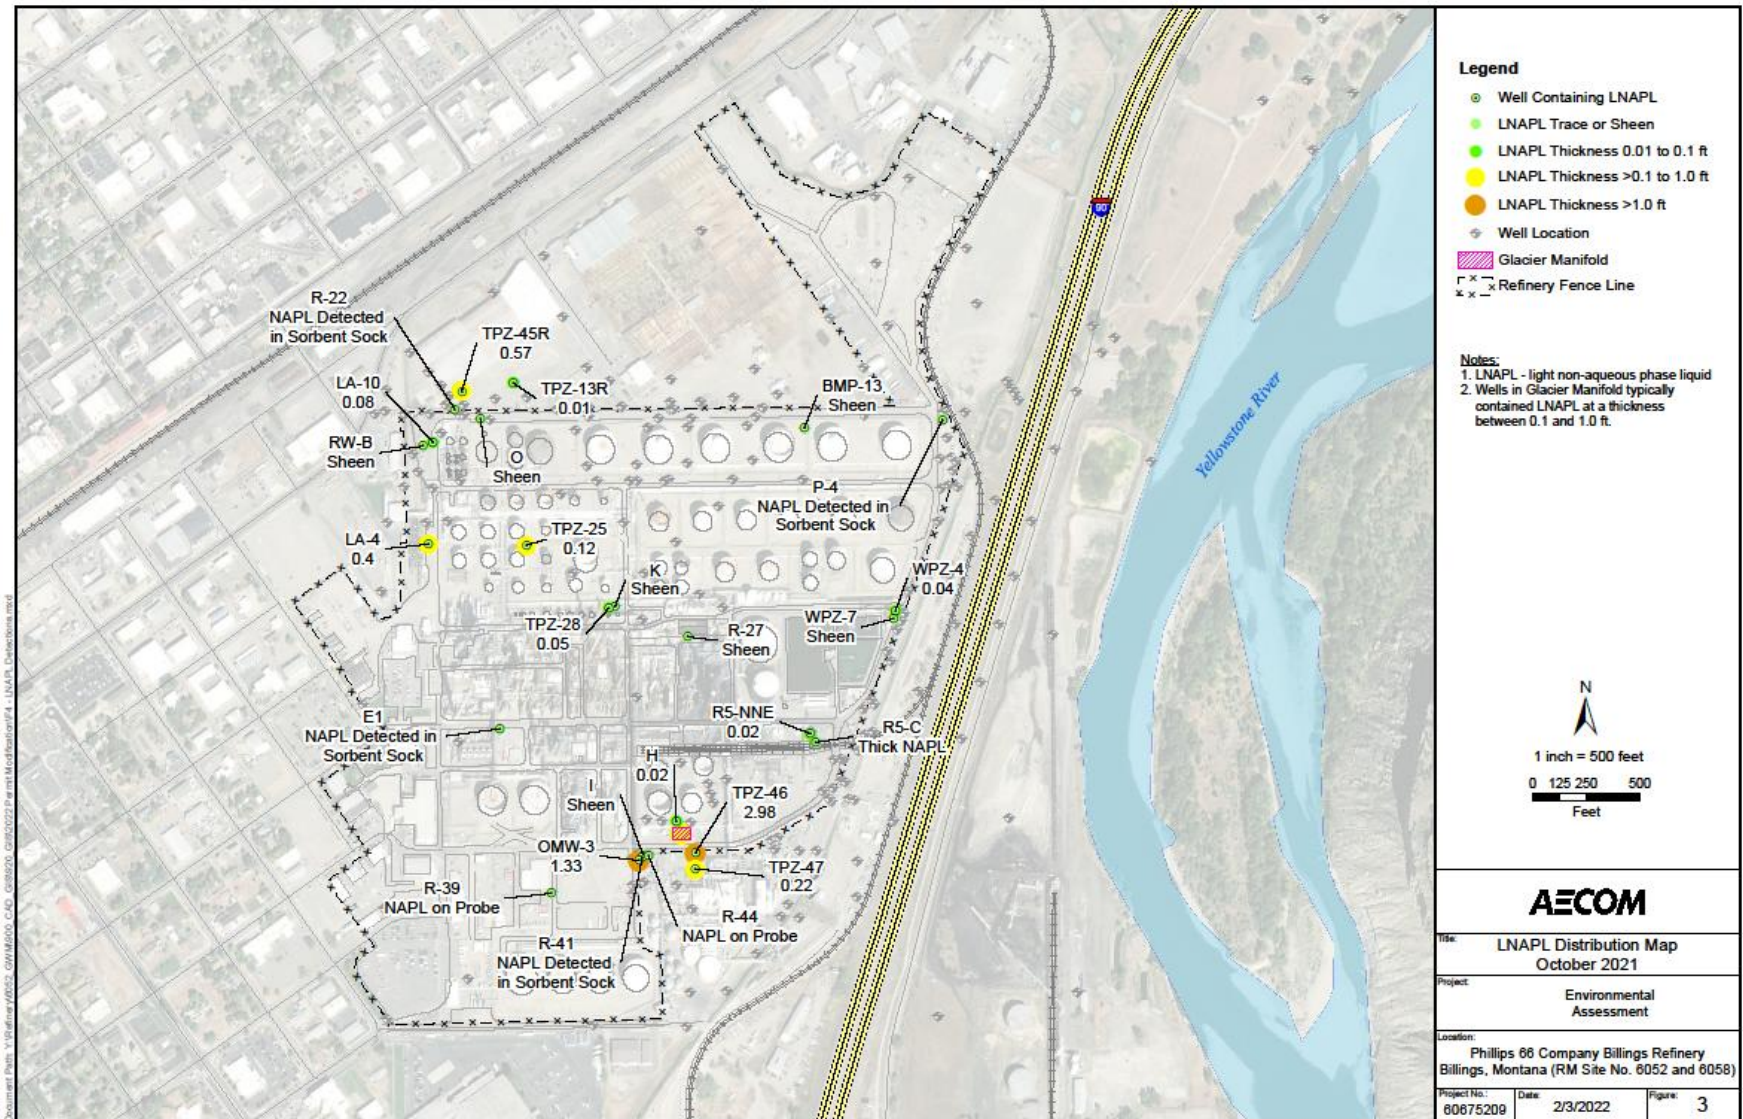 R-22
NAPL Detected
in Sorbent Sock
TPZ-45R
0.57
LA-10
0.08
TPZ-13R
0.01
BMP-13
Sheen
RW-B
Sheen
O
Sheen
P-4
NAPL Detected in
Sorbent Sock
LA-4
0.4
TPZ-25
0.12
K
Sheen
WPZ-4
0.04
TPZ-28
0.05
R-27
Sheen
WPZ-7
Sheen
E1
NAPL Detected in
Sorbent Sock
R5-NNE
0.02
R5-C
Thick NAPL
H
0.02
I
Sheen
TPZ-46
2.98
OMW-3
1.33
TPZ-47
0.22
R-39
NAPL on Probe
R-44
NAPL on Probe
R-41
NAPL Detected
in Sorbent Sock
90
Yellowstone River
Legend
Well Containing LNAPL
LNAPL Trace or Sheen
LNAPL Thickness 0.01 to 0.1 ft
LNAPL Thickness >0.1 to 1.0 ft
LNAPL Thickness >1.0 ft
Well Location
Glacier Manifold
Refinery Fence Line
Notes:
1. LNAPL - light non-aqueous phase liquid
2. Wells in Glacier Manifold typically
contained LNAPL at a thickness
between 0.1 and 1.0 ft.
N
1 inch = 500 feet
0 125 250 500
Feet
AECOM
Title:
LNAPL Distribution Map
October 2021
Project:
Environmental
Assessment
Location:
Phillips 66 Company Billings Refinery
Billings, Montana (RM Site No. 6052 and 6058)
Project No.:
60675209
Date:
2/3/2022
Figure:
3